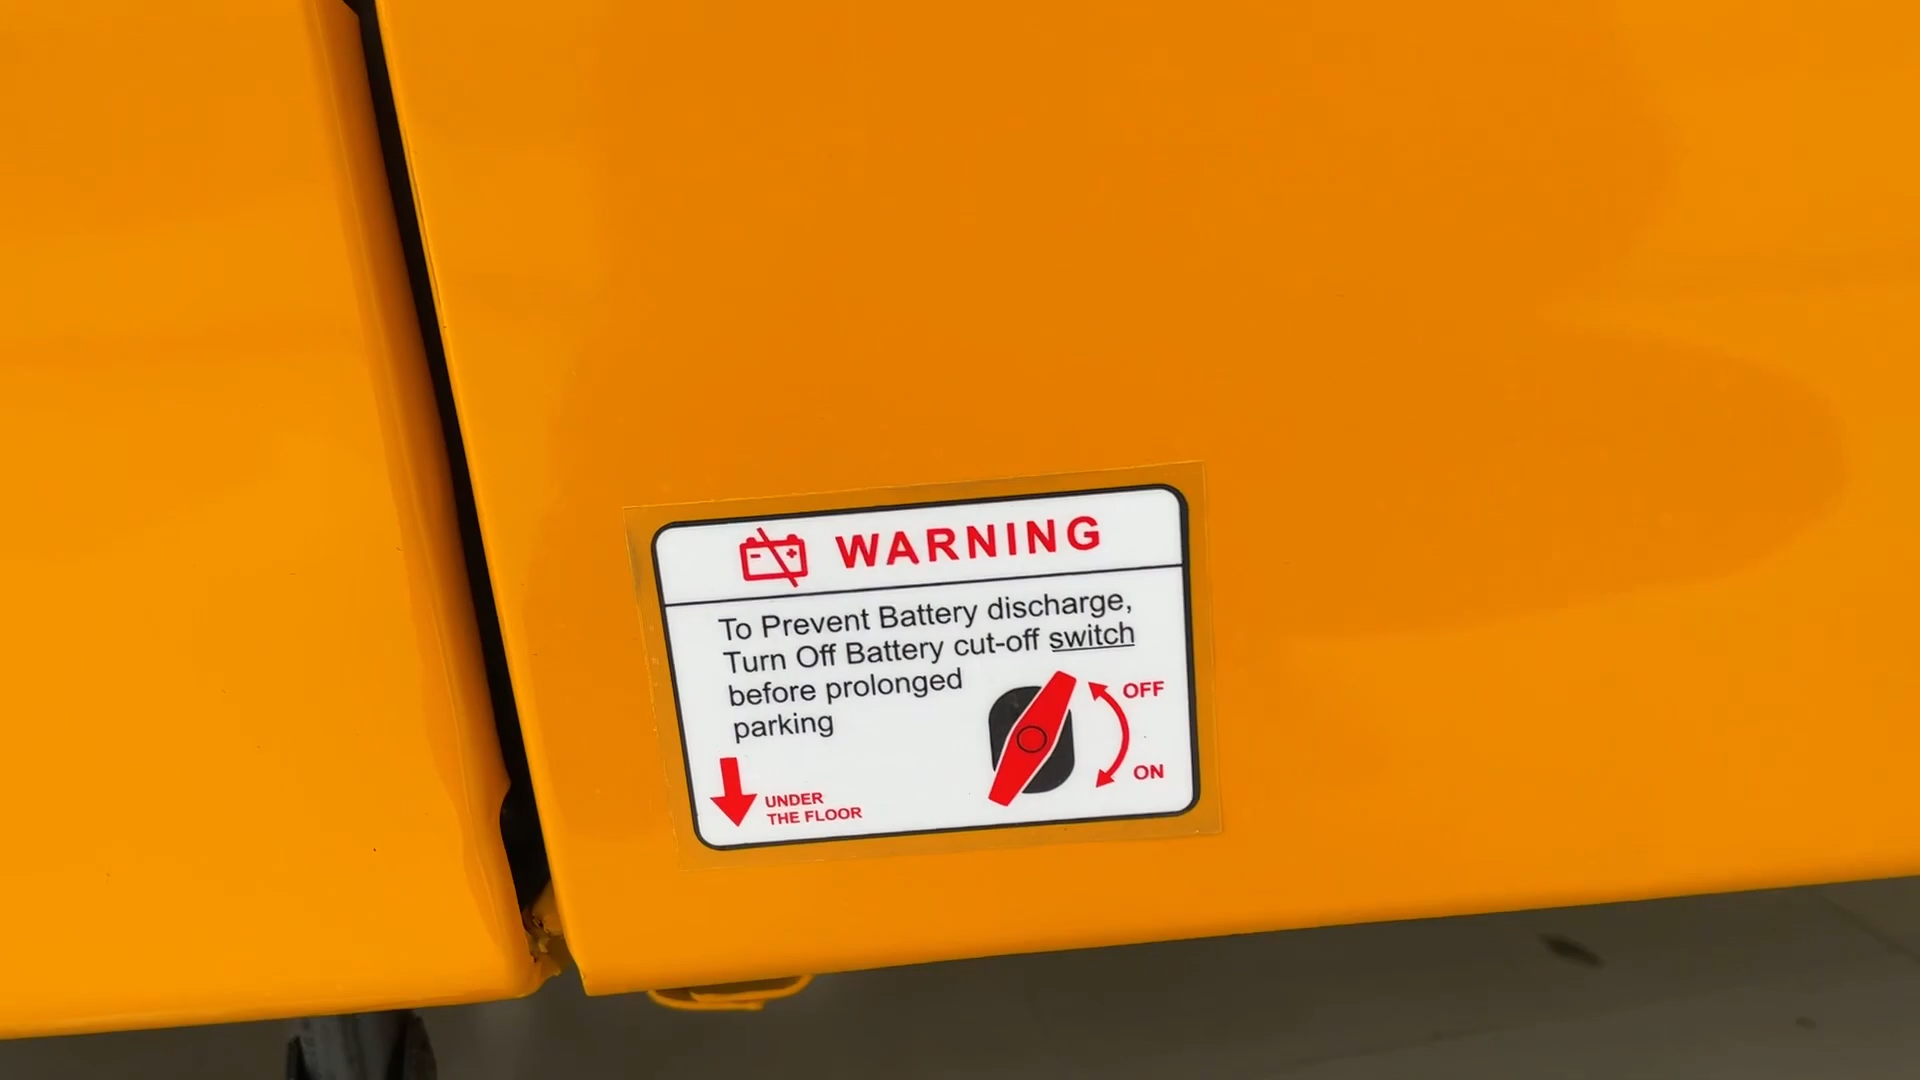 WARNING
To Prevent Battery discharge,
Turn Off Battery cut-off switch
before prolonged
parking
OFF
ON
UNDER
THE FLOOR